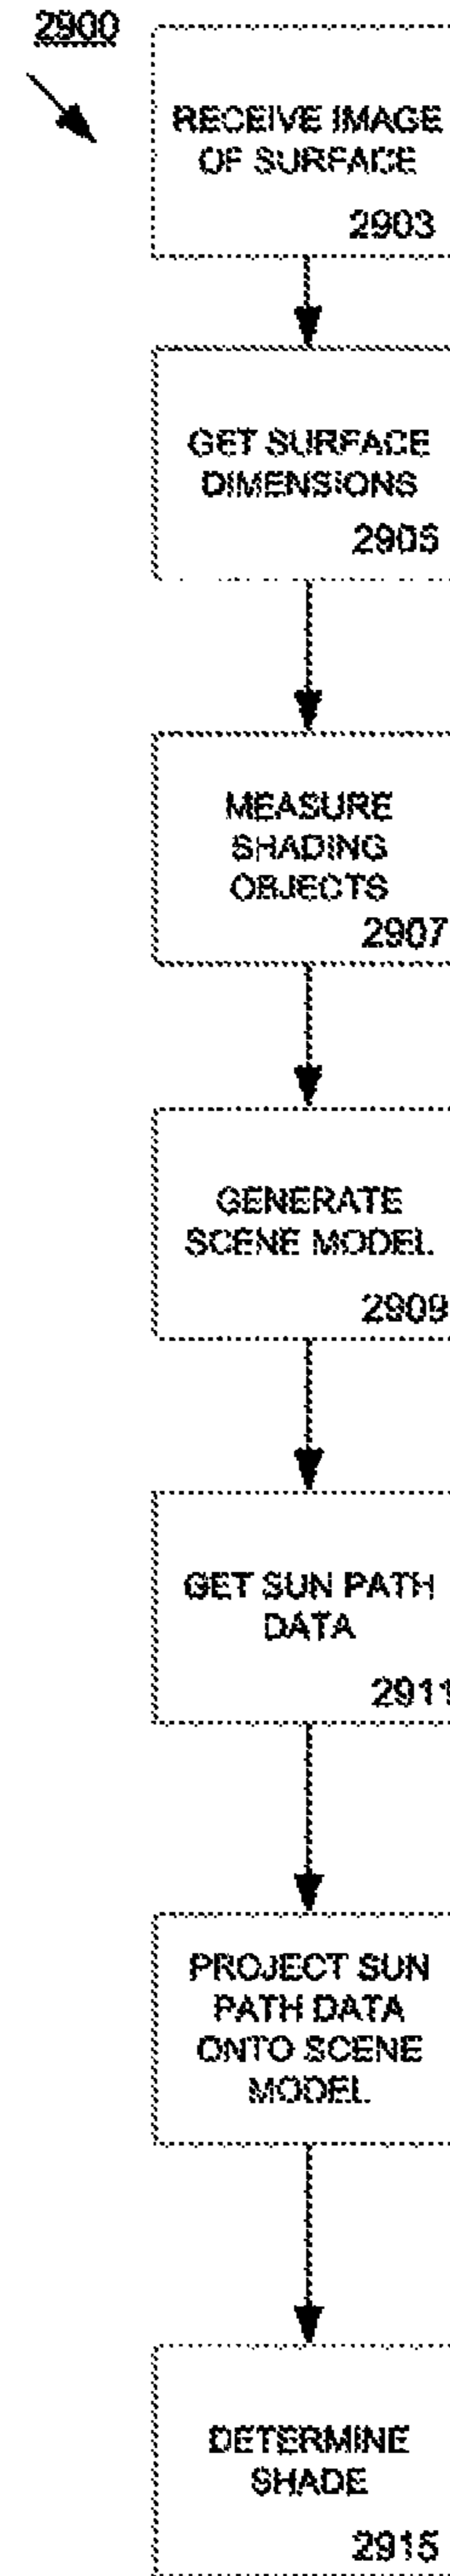 2900
RECEIVE IMAGE
OF SURFACE
2903
GET SURFACE
DIMENSIONS
2905
MEASURE
SHADING
OBJECTS
2907
GENERATE
SCENE MODEL
2909
GET SUN PATH
DATA
2911
PROJECT SUN
PATH DATA
ONTO SCENE
MODEL
DETERMINE
SHADE
2915